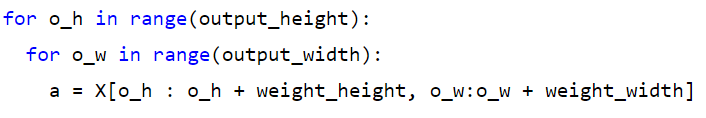 for o_h in range(output_height):
  for o_w in range(output_width):
    a = X[o_h : o_h + weight_height, o_w:o_w + weight_width]